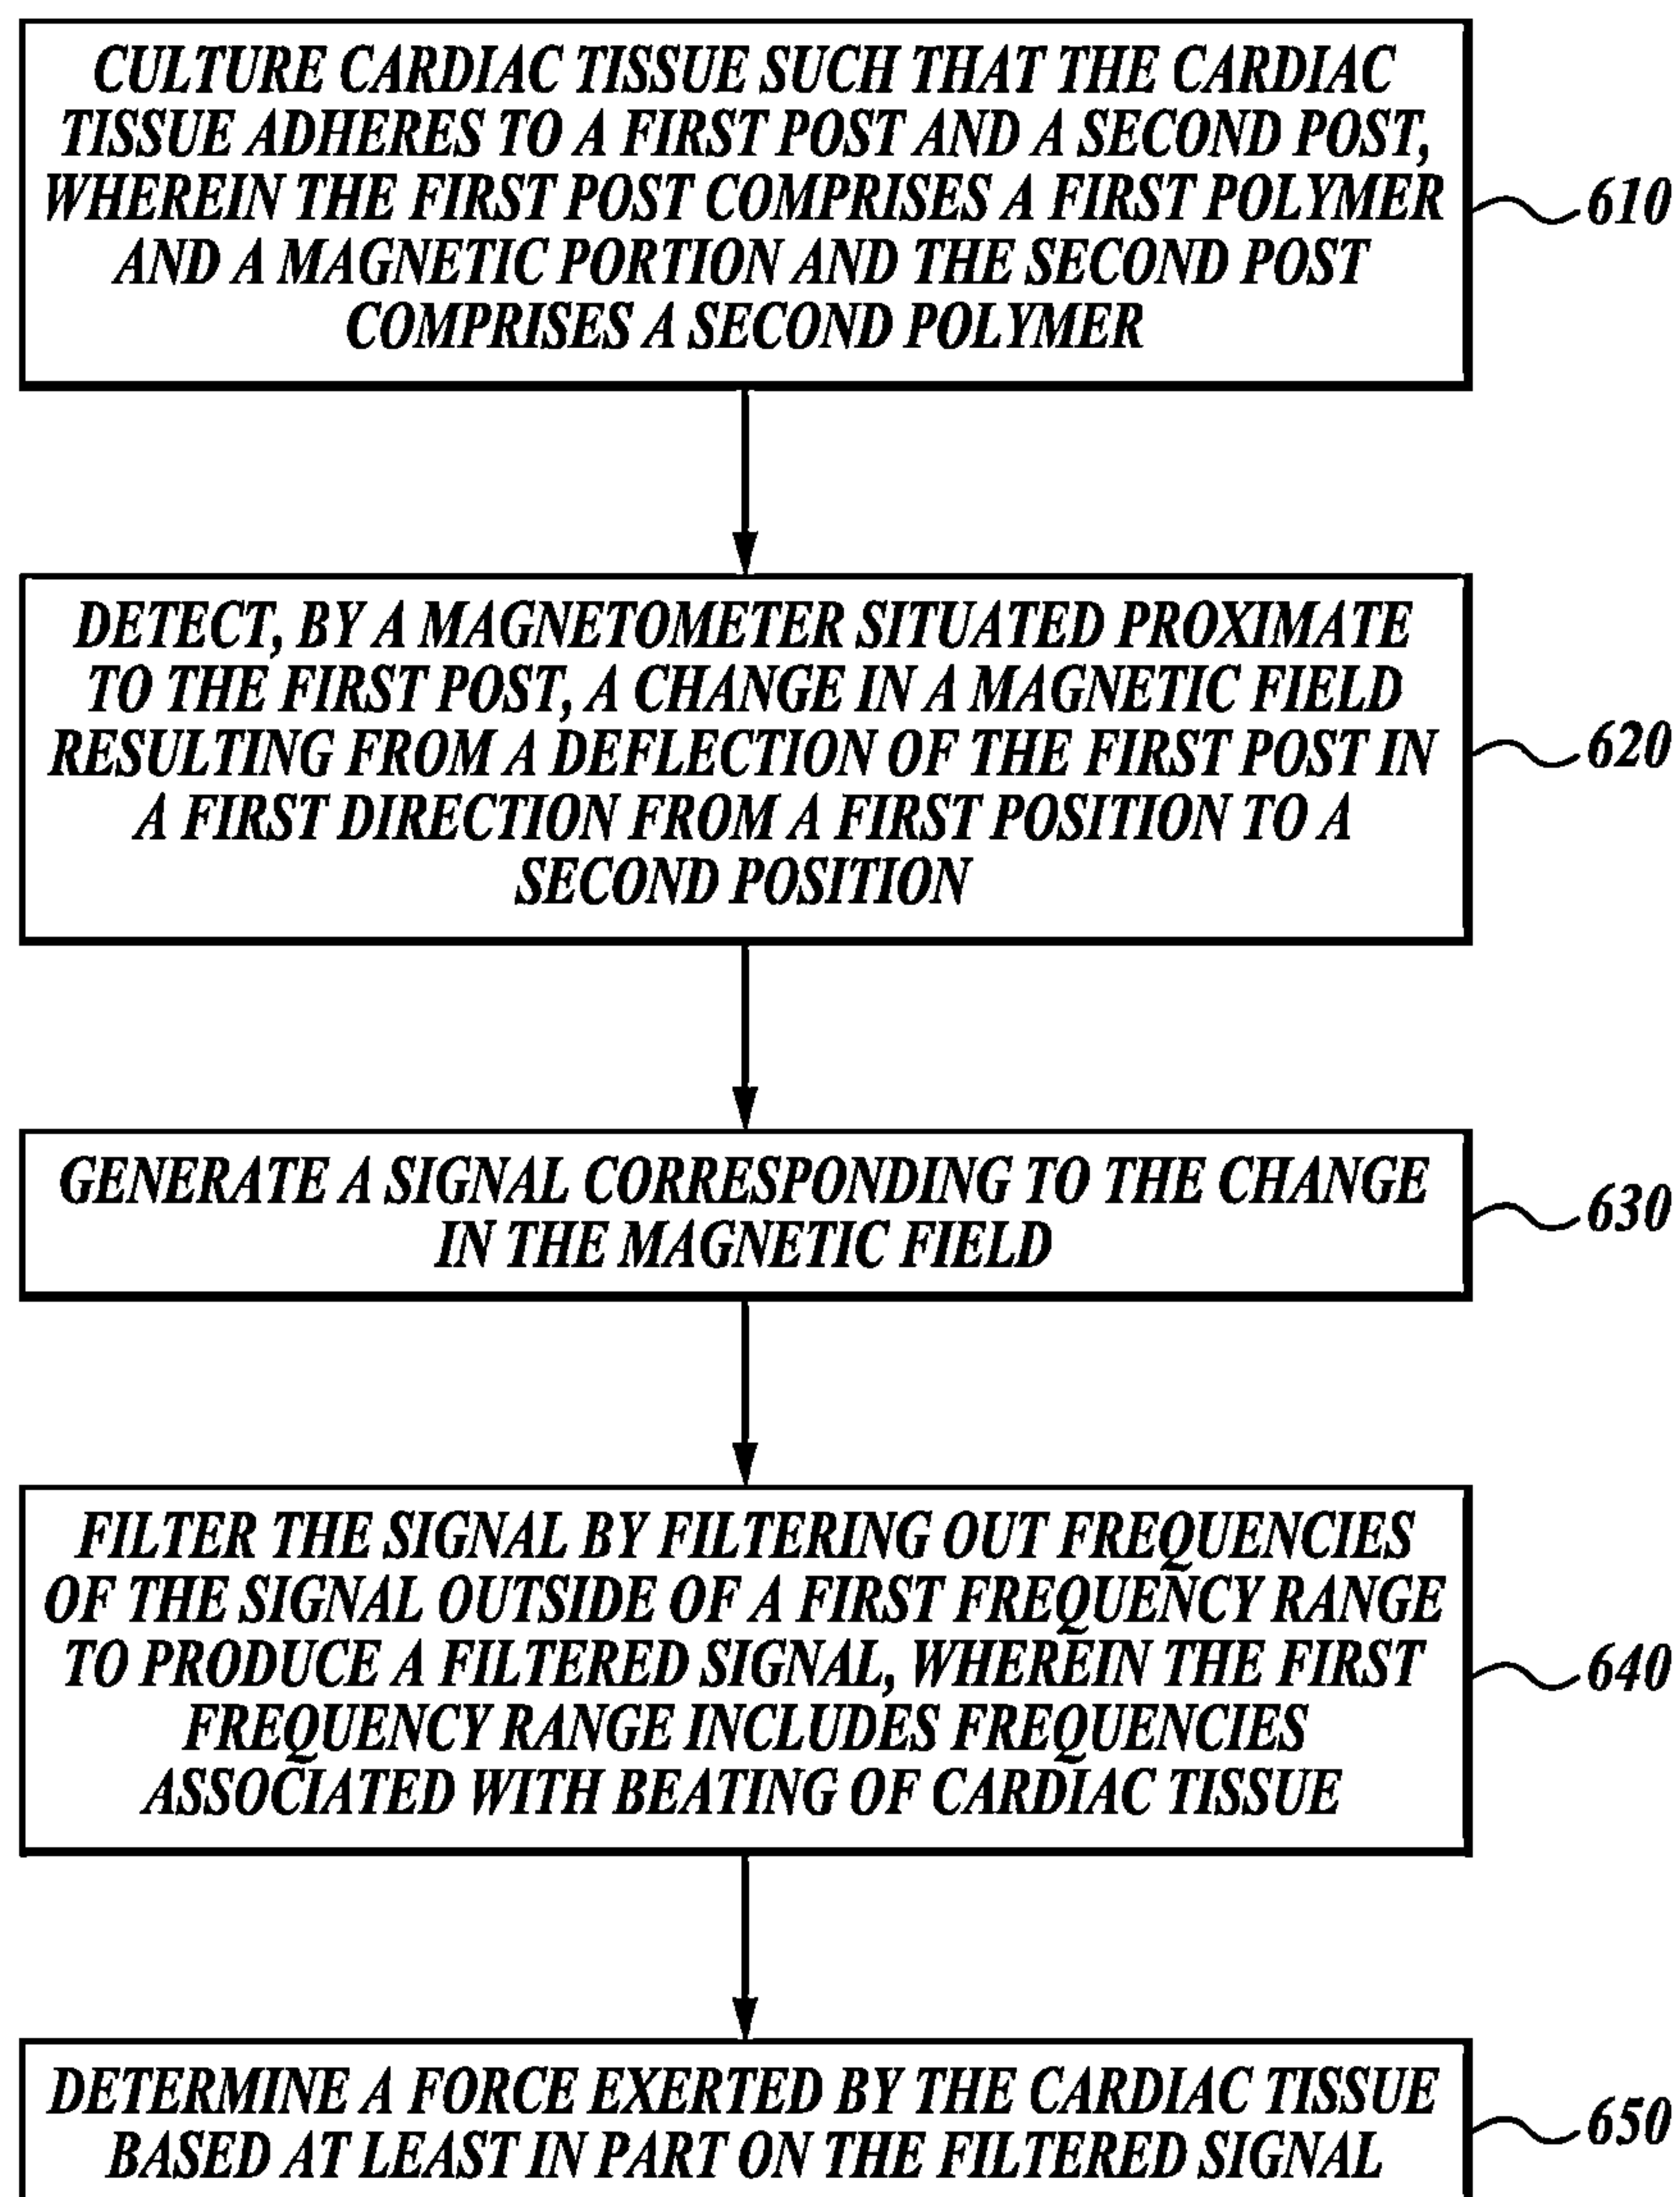 CULTURE CARDIAC TISSUE SUCH THAT THE CARDIAC
TISSUE ADHERES TO A FIRST POST AND A SECOND POST,
WHEREIN THE FIRST POST COMPRISES A FIRST POLYMER
AND A MAGNETIC PORTION AND THE SECOND POST
COMPRISES A SECOND POLYMER
610
DETECT, BY A MAGNETOMETER SITUATED PROXIMATE
TO THE FIRST POST, A CHANGE IN A MAGNETIC FIELD
RESULTING FROM A DEFLECTION OF THE FIRST POST IN
A FIRST DIRECTION FROM A FIRST POSITION TO A
SECOND POSITION
620
GENERATE A SIGNAL CORRESPONDING TO THE CHANGE
IN THE MAGNETIC FIELD
630
FILTER THE SIGNAL BY FILTERING OUT FREQUENCIES
OF THE SIGNAL OUTSIDE OF A FIRST FREQUENCY RANGE
TO PRODUCE A FILTERED SIGNAL, WHEREIN THE FIRST
FREQUENCY RANGE INCLUDES FREQUENCIES
ASSOCIATED WITH BEATING OF CARDIAC TISSUE
640
DETERMINE A FORCE EXERTED BY THE CARDIAC TISSUE
BASED AT LEAST IN PART ON THE FILTERED SIGNAL
650